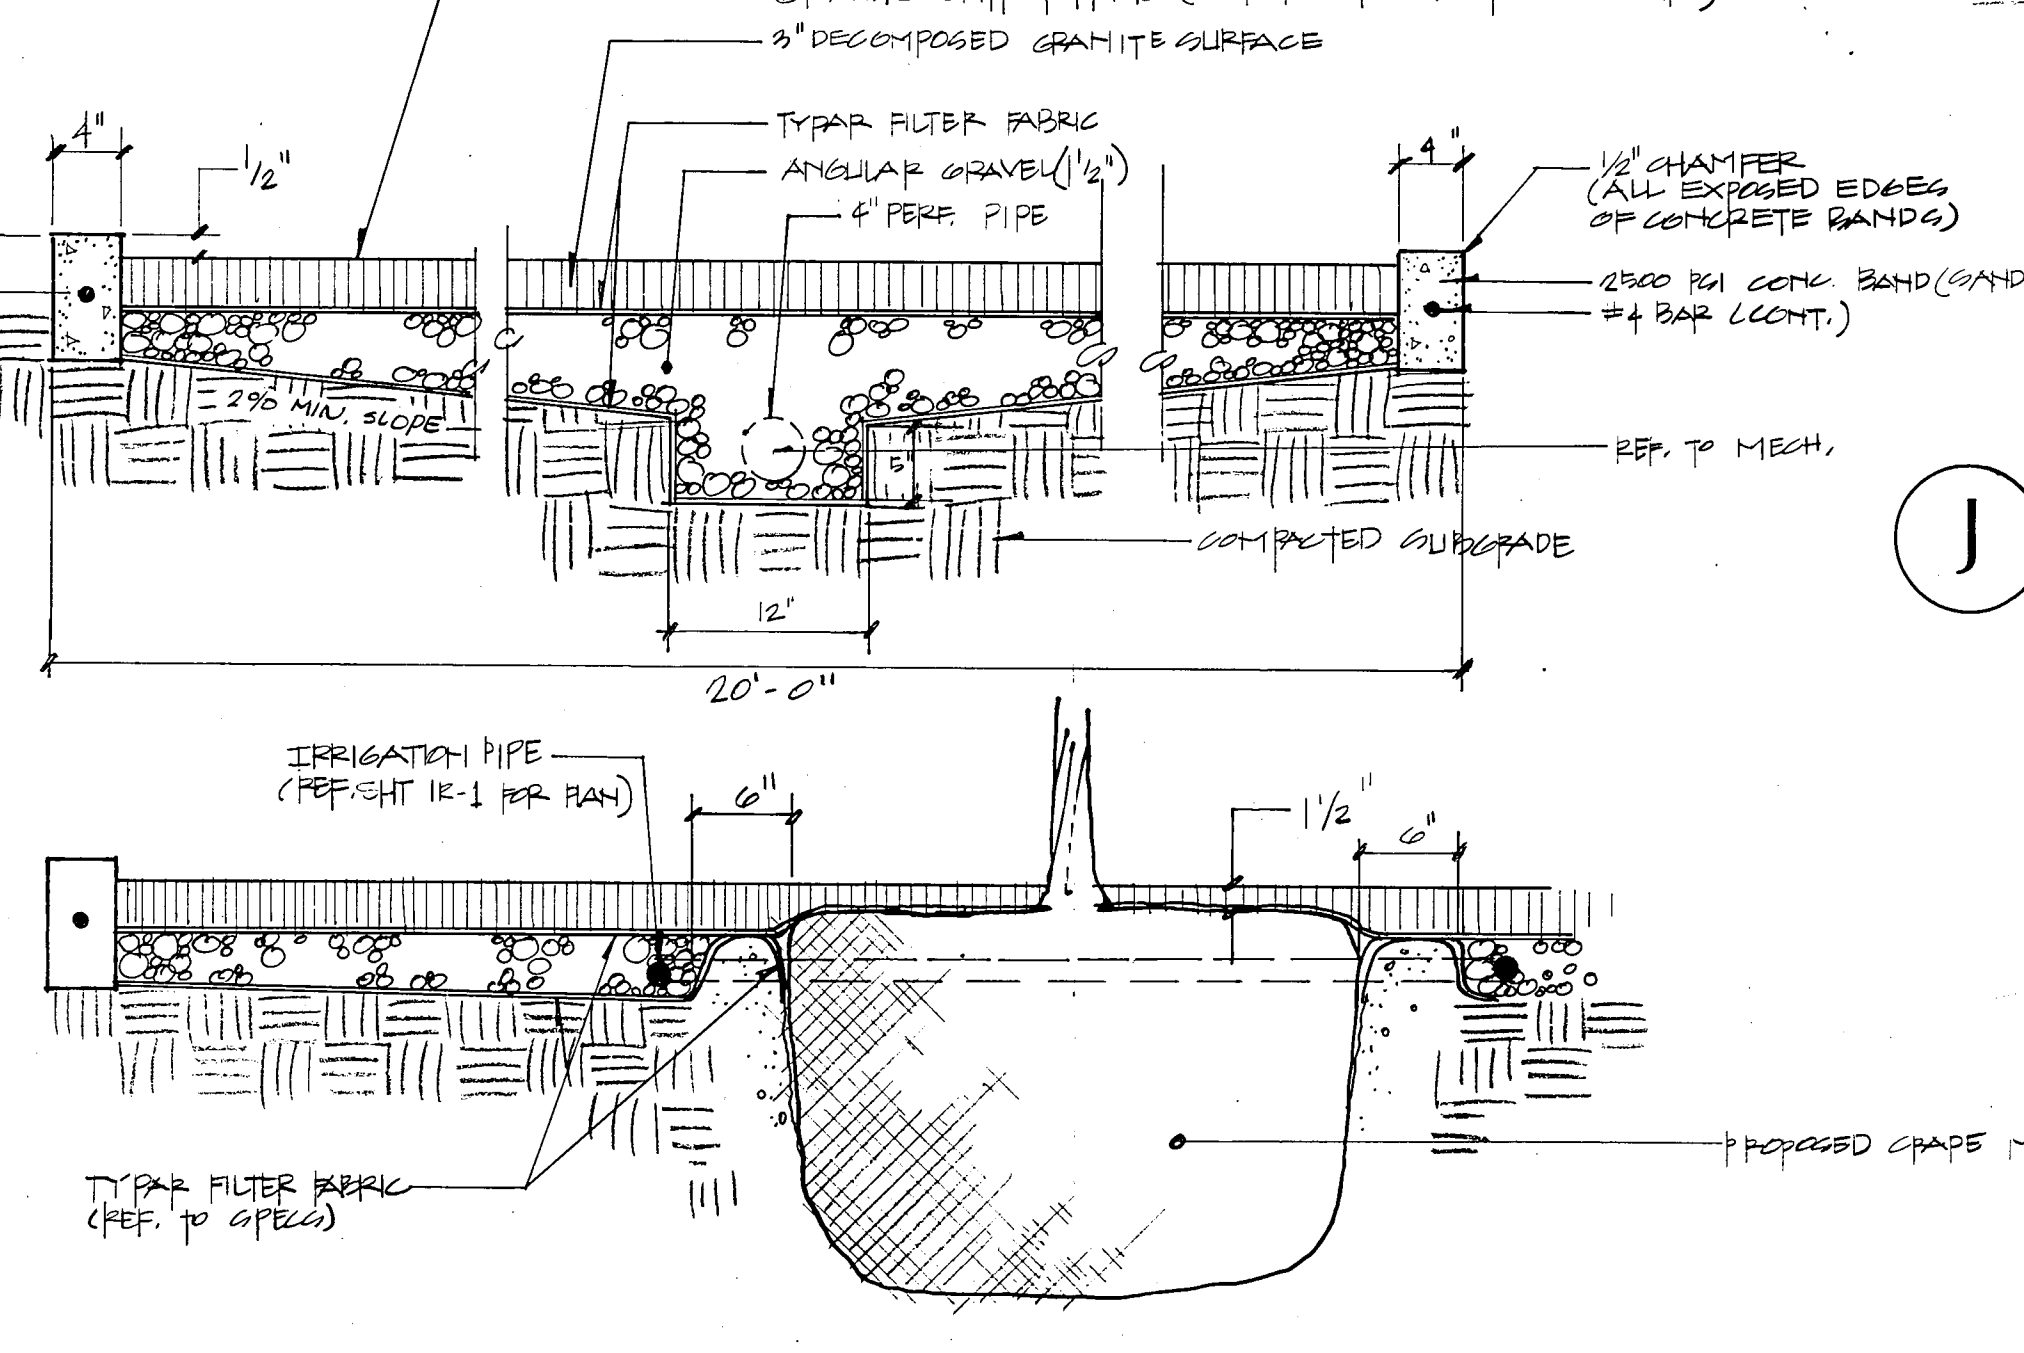 3" DECOMPOSED GRANITE SURFACE
TYPAR FILTER FABRIC
ANGULAR GRAVEL (1 1/2")
4" PERF. PIPE
4"
1/2"
4"
1/2" CHAMFER
(ALL EXPOSED EDGES
OF CONCRETE BANDS)
2500 PSI CONC. BAND (SAND
#4 BAR (CONT.)
2% MIN. SLOPE
5"
REF. TO MECH.
COMPACTED SUBGRADE
J
12"
20'-0"
IRRIGATION PIPE
(REF. SHT IR-1 FOR PLAN)
6"
1 1/2"
6"
TYPAR FILTER FABRIC
(REF. TO SPECS)
PROPOSED CRAPE